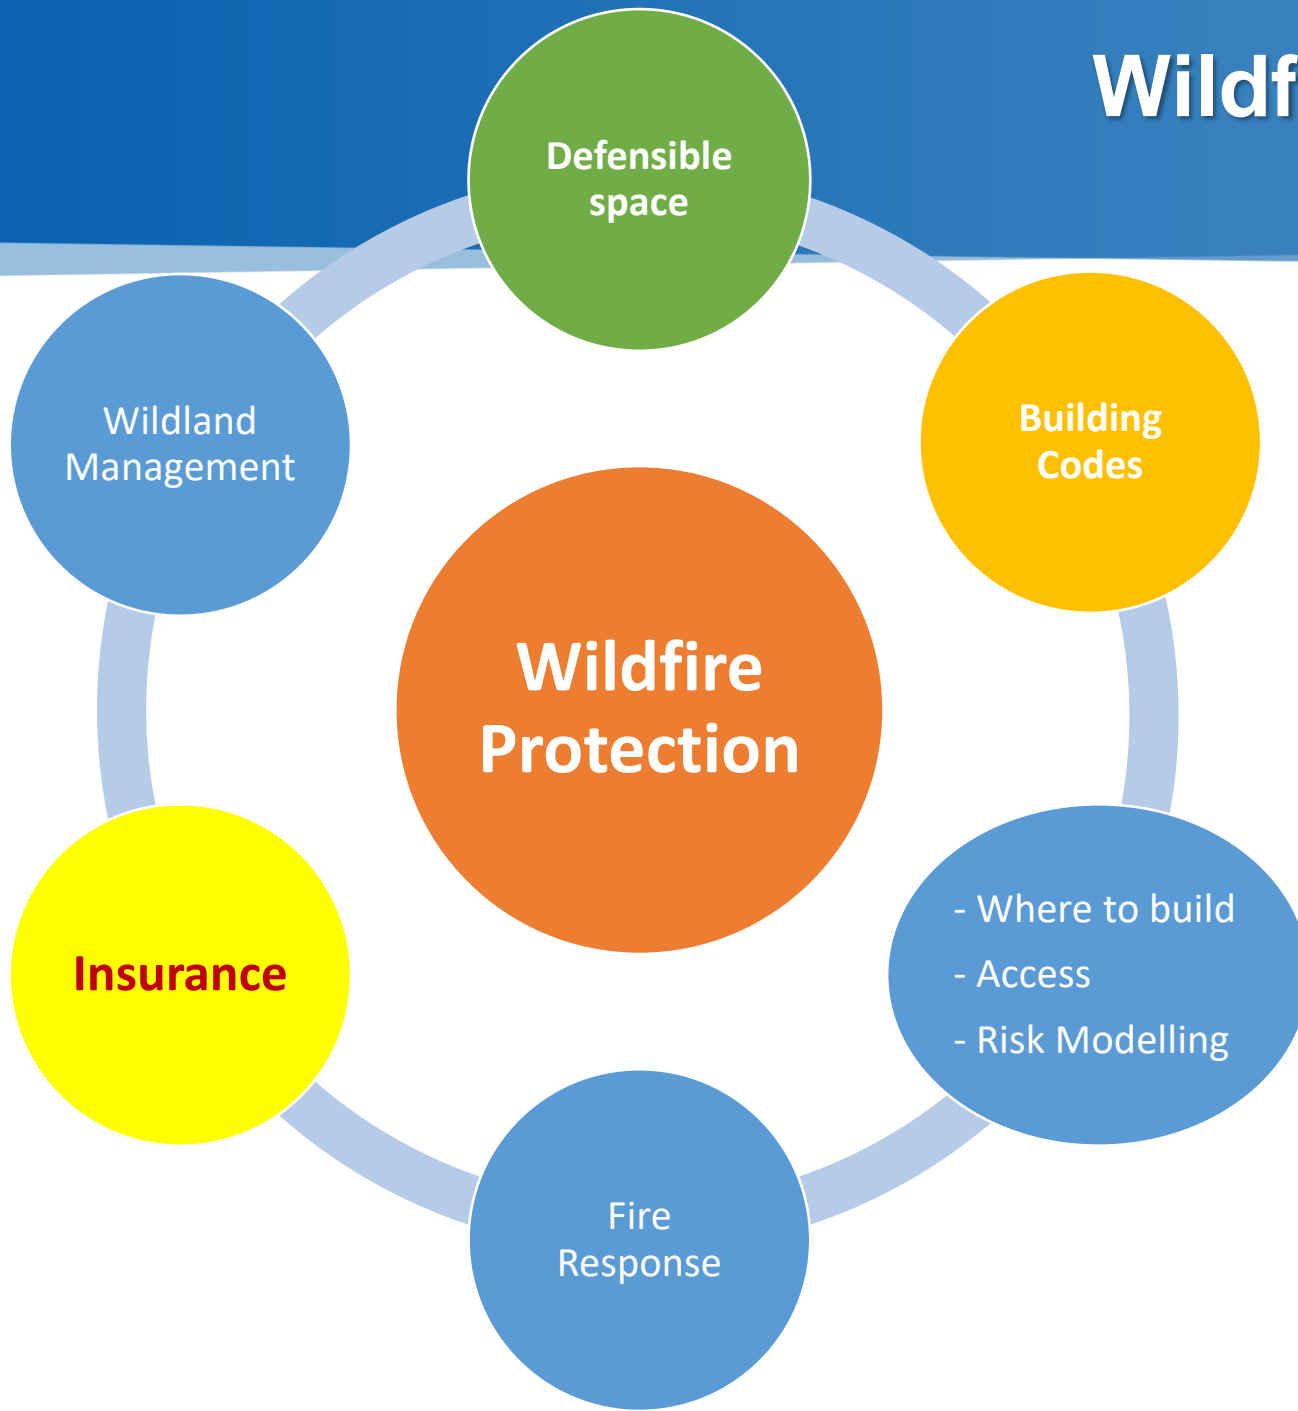 Wildf
Defensible
space
Building
Codes
Wildland
Management
Wildfire
Protection
- Where to build
- Access
- Risk Modelling
Insurance
Fire
Response